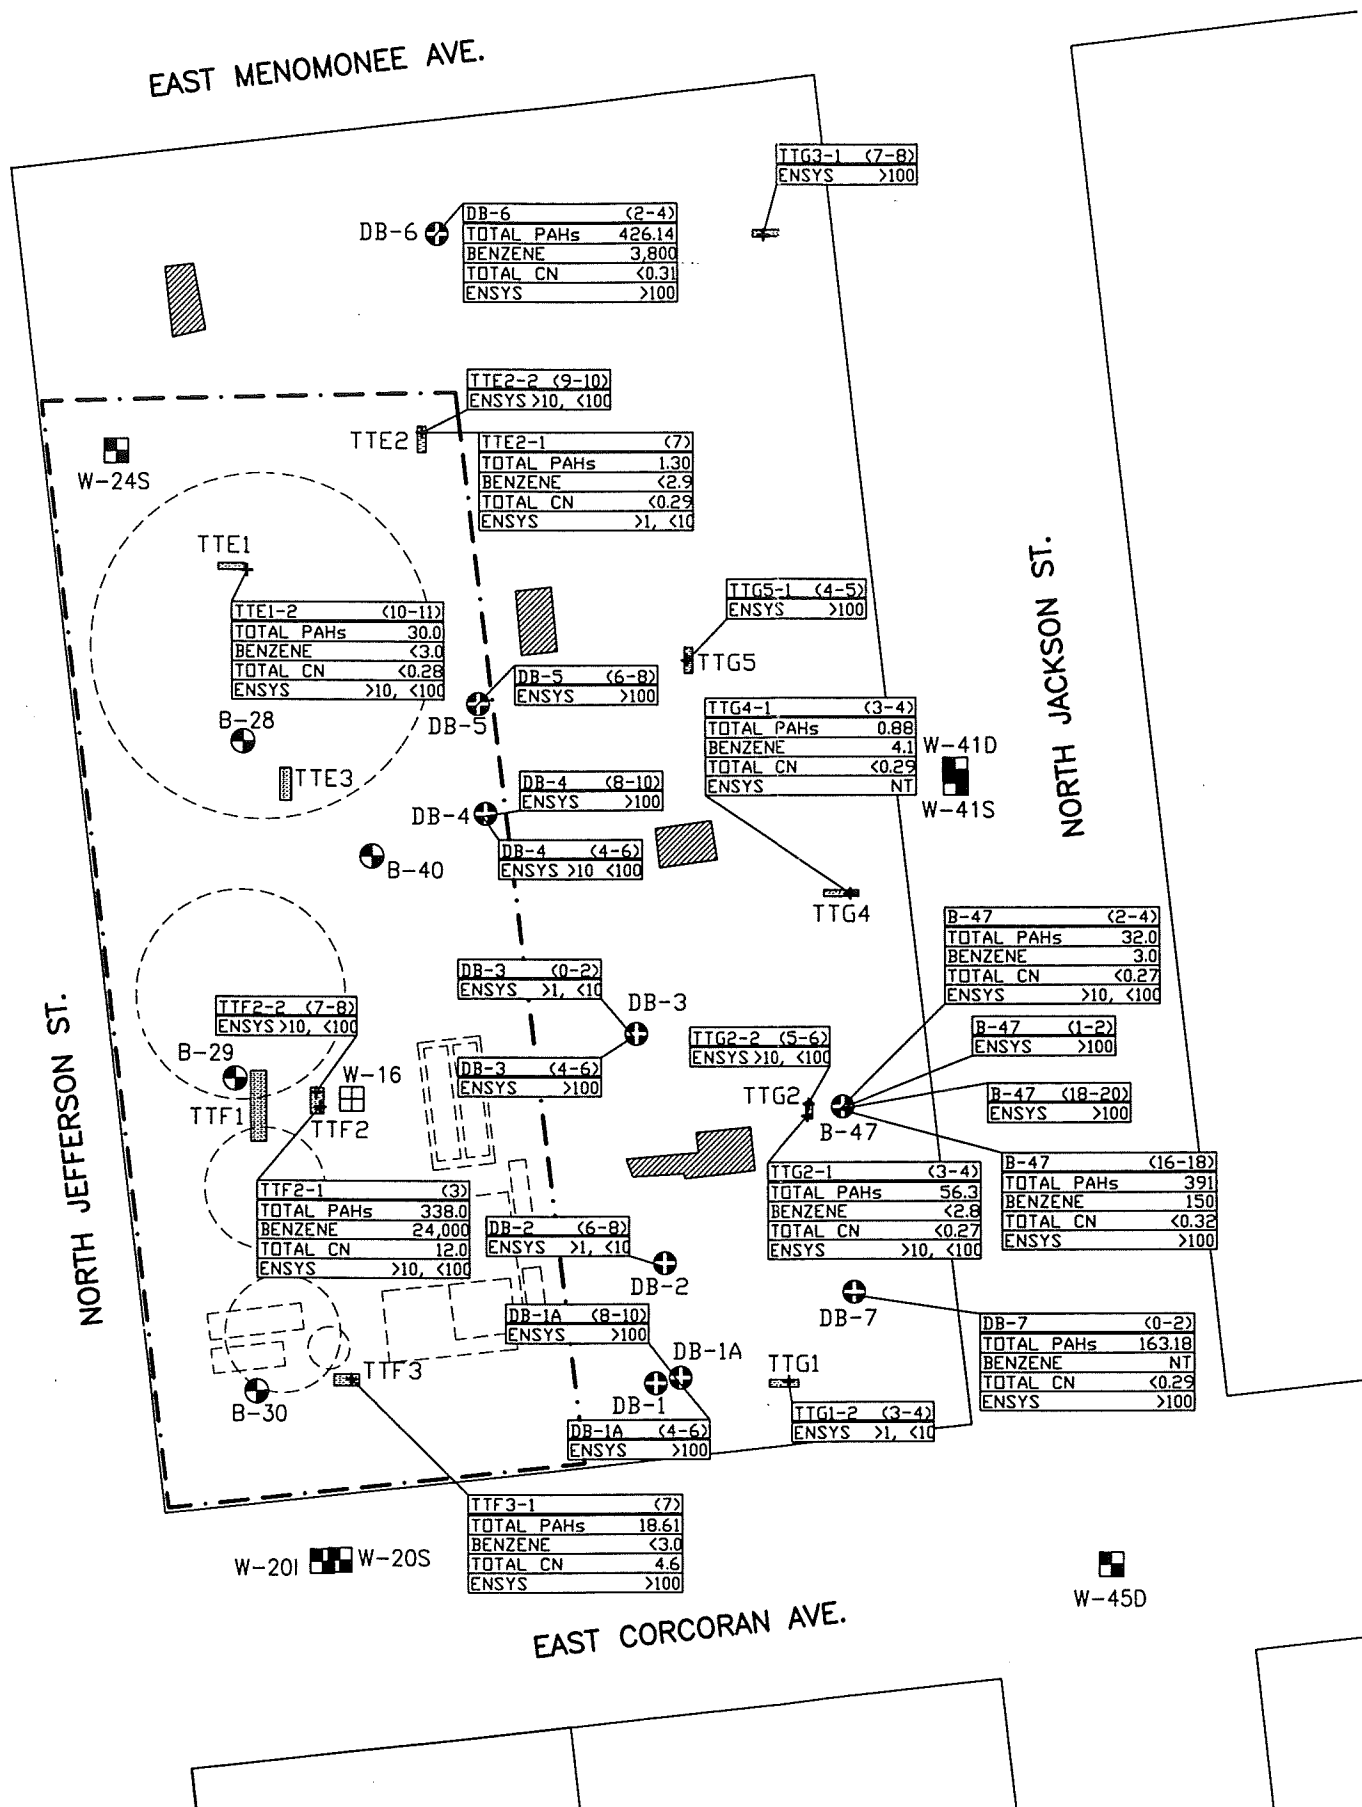 EAST MENOMONEE AVE.
TTG3-1 (7-8)
ENSYS >100
DB-6
DB-6 (2-4)
TOTAL PAHs 426.14
BENZENE 3,800
TOTAL CN <0.31
ENSYS >100
TTE2-2 (9-10)
ENSYS >10, <100
TTE2
TTE2-1 (7)
TOTAL PAHs 1.30
BENZENE <2.9
TOTAL CN <0.29
ENSYS >1, <10
W-24S
TTE1
TTE1-2 (10-11)
TOTAL PAHs 30.0
BENZENE <3.0
TOTAL CN <0.28
ENSYS >10, <100
TTG5-1 (4-5)
ENSYS >100
TTG5
NORTH JACKSON ST.
DB-5 (6-8)
ENSYS >100
DB-5
B-28
TTE3
TTG4-1 (3-4)
TOTAL PAHs 0.88
BENZENE 4.1
TOTAL CN <0.29
ENSYS NT
W-41D
W-41S
DB-4 (8-10)
ENSYS >100
DB-4
DB-4 (4-6)
ENSYS >10 <100
B-40
TTG4
B-47 (2-4)
TOTAL PAHs 32.0
BENZENE 3.0
TOTAL CN <0.27
ENSYS >10, <100
DB-3 (0-2)
ENSYS >1, <10
DB-3
DB-3 (4-6)
ENSYS >100
TTF2-2 (7-8)
ENSYS >10, <100
NORTH JEFFERSON ST.
B-29
W-16
TTF1
TTF2
TTG2-2 (5-6)
ENSYS >10, <100
TTG2
B-47
B-47 (1-2)
ENSYS >100
B-47 (18-20)
ENSYS >100
B-47 (16-18)
TOTAL PAHs 391
BENZENE 150
TOTAL CN <0.32
ENSYS >100
TTG2-1 (3-4)
TOTAL PAHs 56.3
BENZENE <2.8
TOTAL CN <0.27
ENSYS >10, <100
TTF2-1 (3)
TOTAL PAHs 338.0
BENZENE 24,000
TOTAL CN 12.0
ENSYS >10, <100
DB-2 (6-8)
ENSYS >1, <10
DB-2
DB-7
DB-7 (0-2)
TOTAL PAHs 163.18
BENZENE NT
TOTAL CN <0.29
ENSYS >100
DB-1A (8-10)
ENSYS >100
DB-1A
DB-1
TTG1
TTG1-2 (3-4)
ENSYS >1, <10
DB-1A (4-6)
ENSYS >100
TTF3
B-30
TTF3-1 (7)
TOTAL PAHs 18.61
BENZENE <3.0
TOTAL CN 4.6
ENSYS >100
W-20I
W-20S
W-45D
EAST CORCORAN AVE.